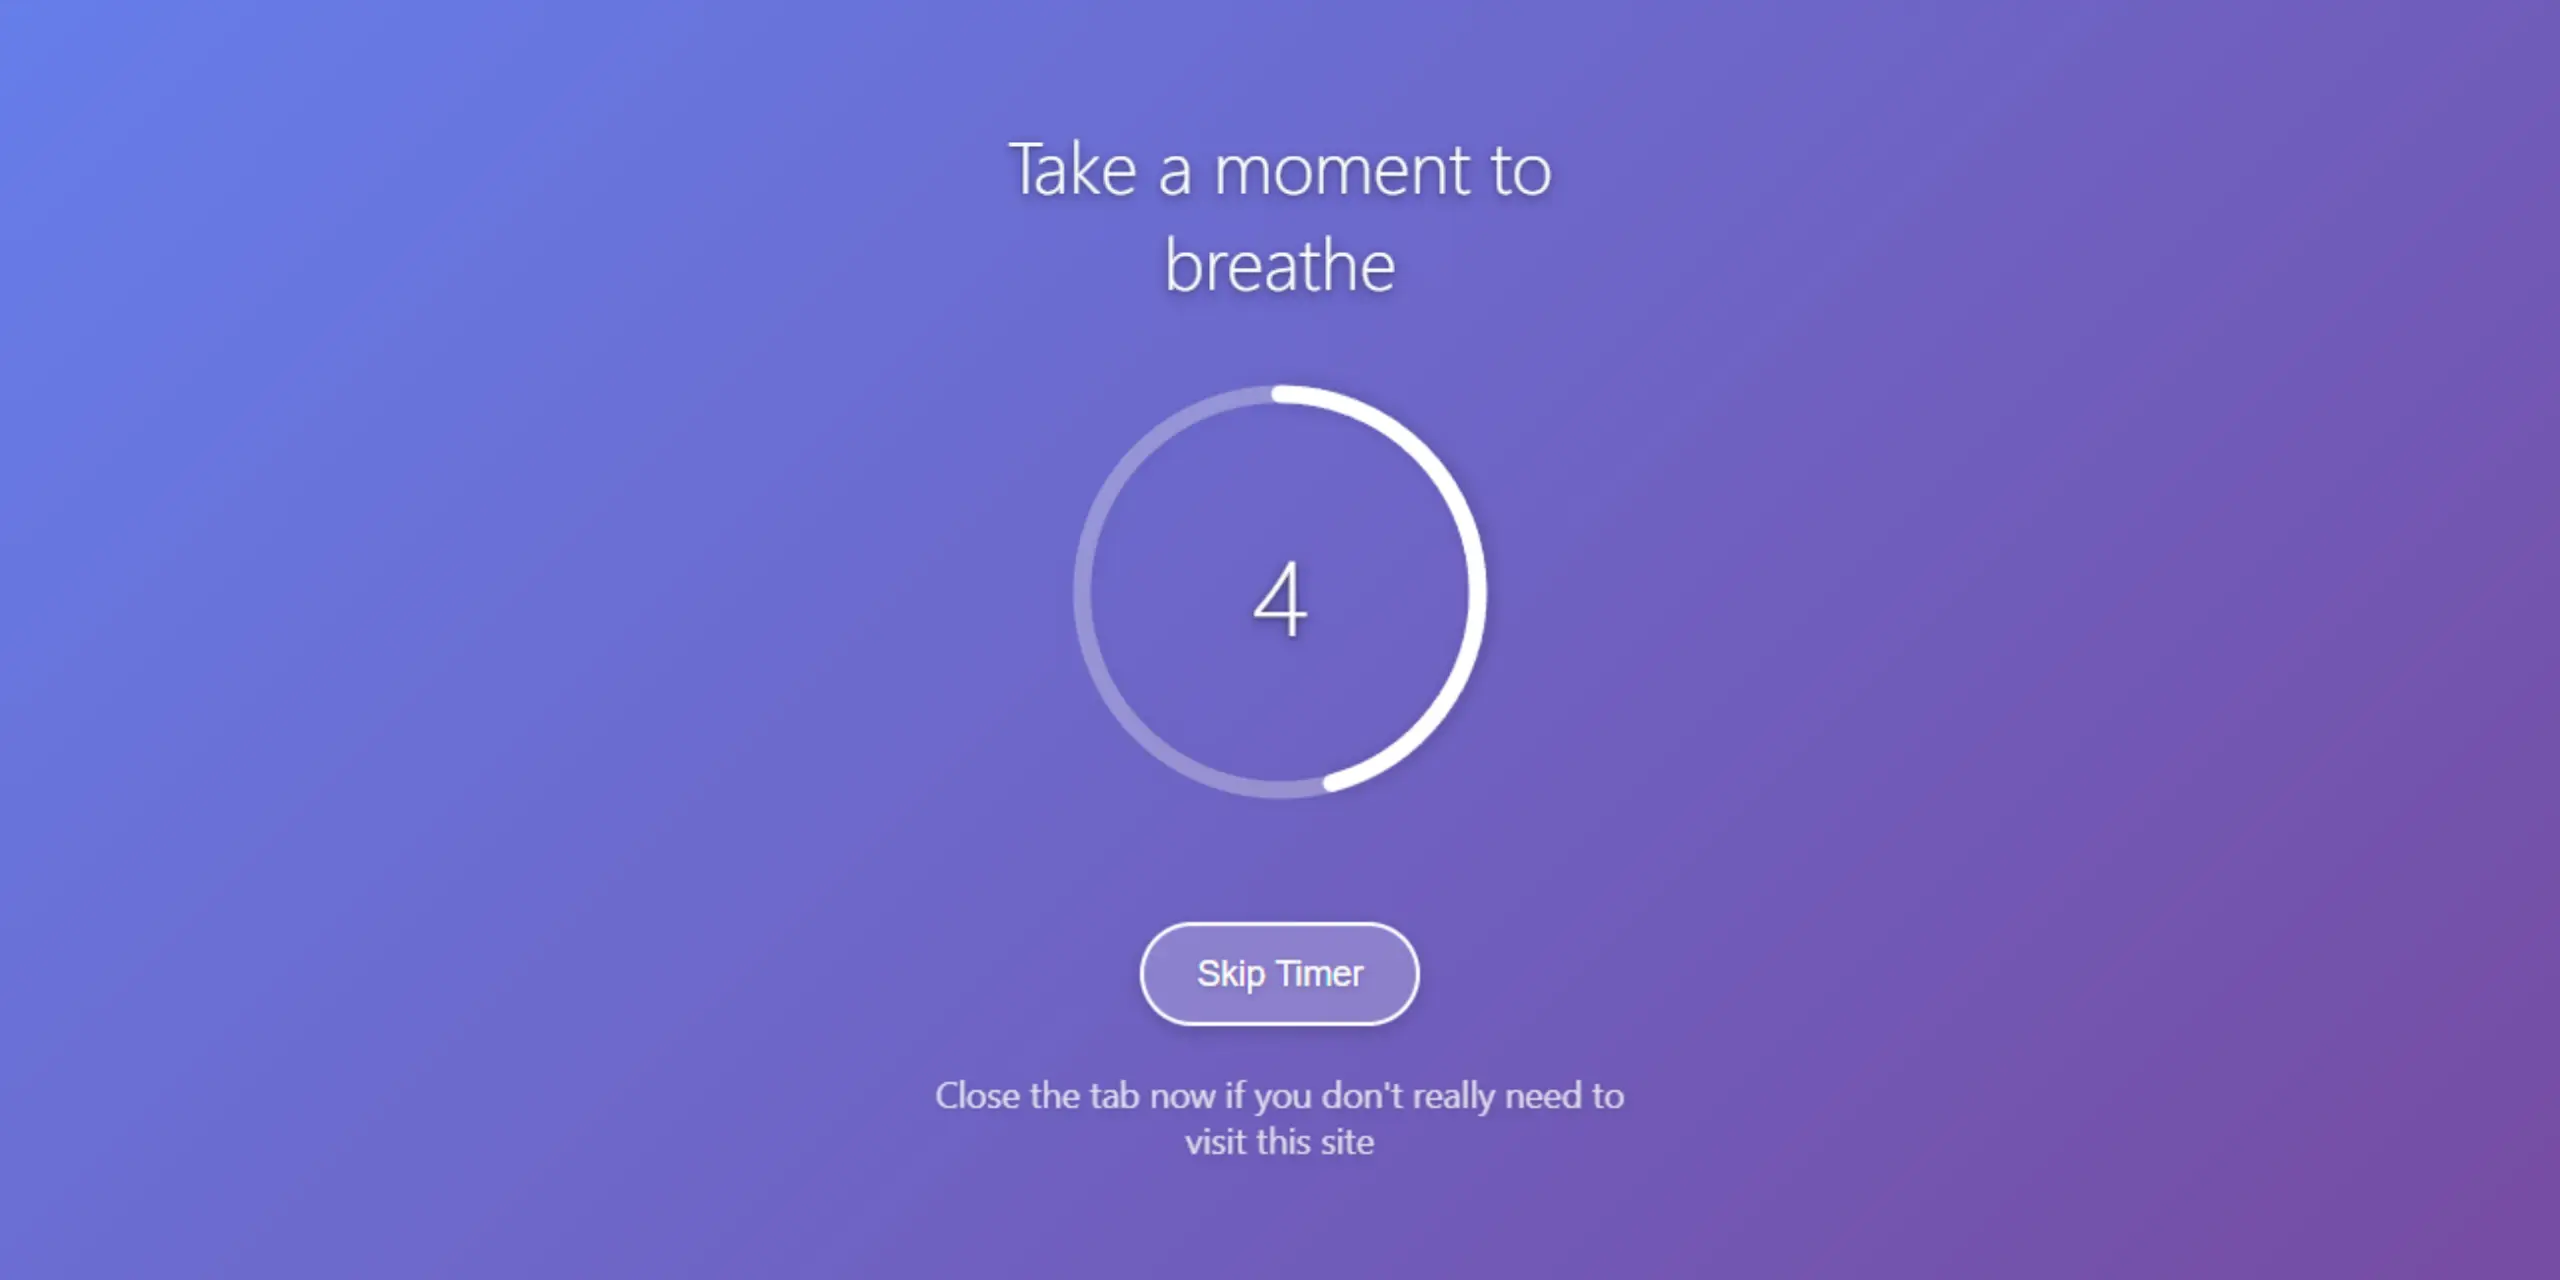 Take a moment to
breathe
4
Skip Timer
Close the tab now if you don't really need to
visit this site